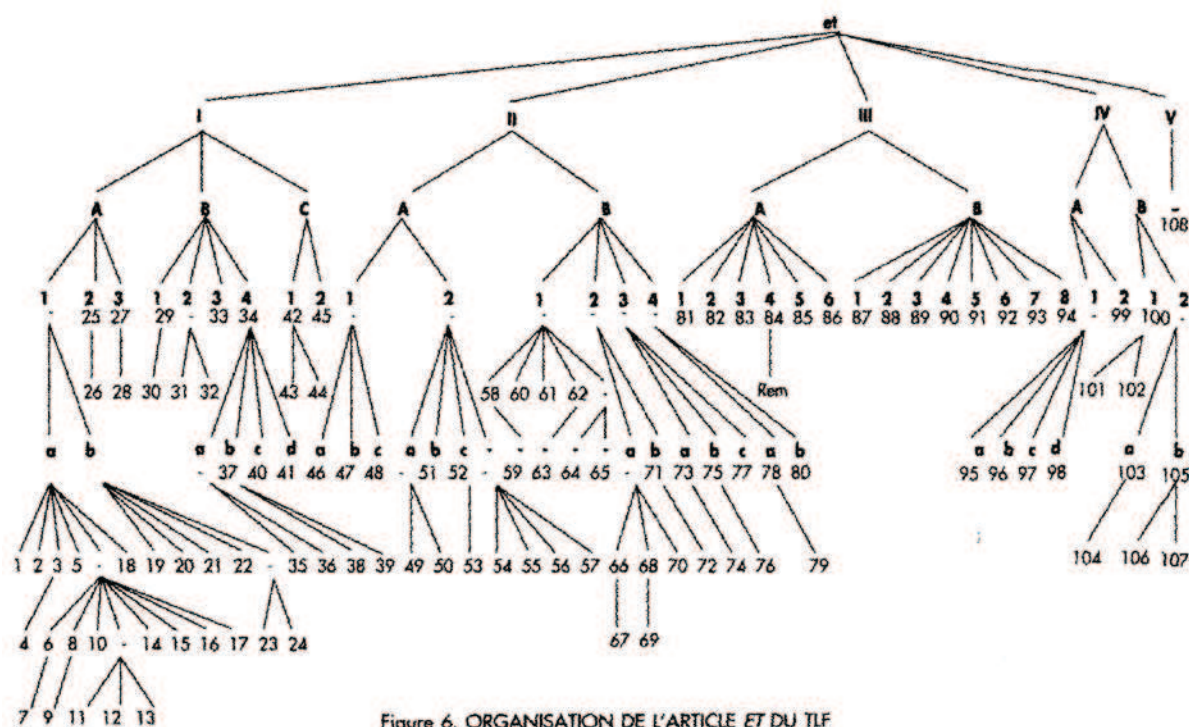 et
I II III IV V
A B C A B A B A B -
108
1 2 3 1 2 3 4 1 2 1 2 1 2 3 4 1 2 3 4 5 6 1 2 3 4 5 6 7 8 1 2 1 2
- 25 27 29 - 33 34 42 45 - - - - - - 81 82 83 84 85 86 87 88 89 90 91 92 93 94 - 99 100 -
26 28 30 31 32 43 44 58 60 61 62 - Rem 101 102
a b a b c d a b c a b c - - - - - a b a b c a b a b c d a b
- 37 40 41 46 47 48 - 51 52 - 59 63 64 65 - 71 73 75 77 78 80 95 96 97 98 103 105
1 2 3 5 - 18 19 20 21 22 - 35 36 38 39 49 50 53 54 55 56 57 66 68 70 72 74 76 79 104 106 107
4 6 8 10 - 14 15 16 17 23 24 67 69
7 9 11 12 13
Figure 6. ORGANISATION DE L'ARTICLE ET DU TLF